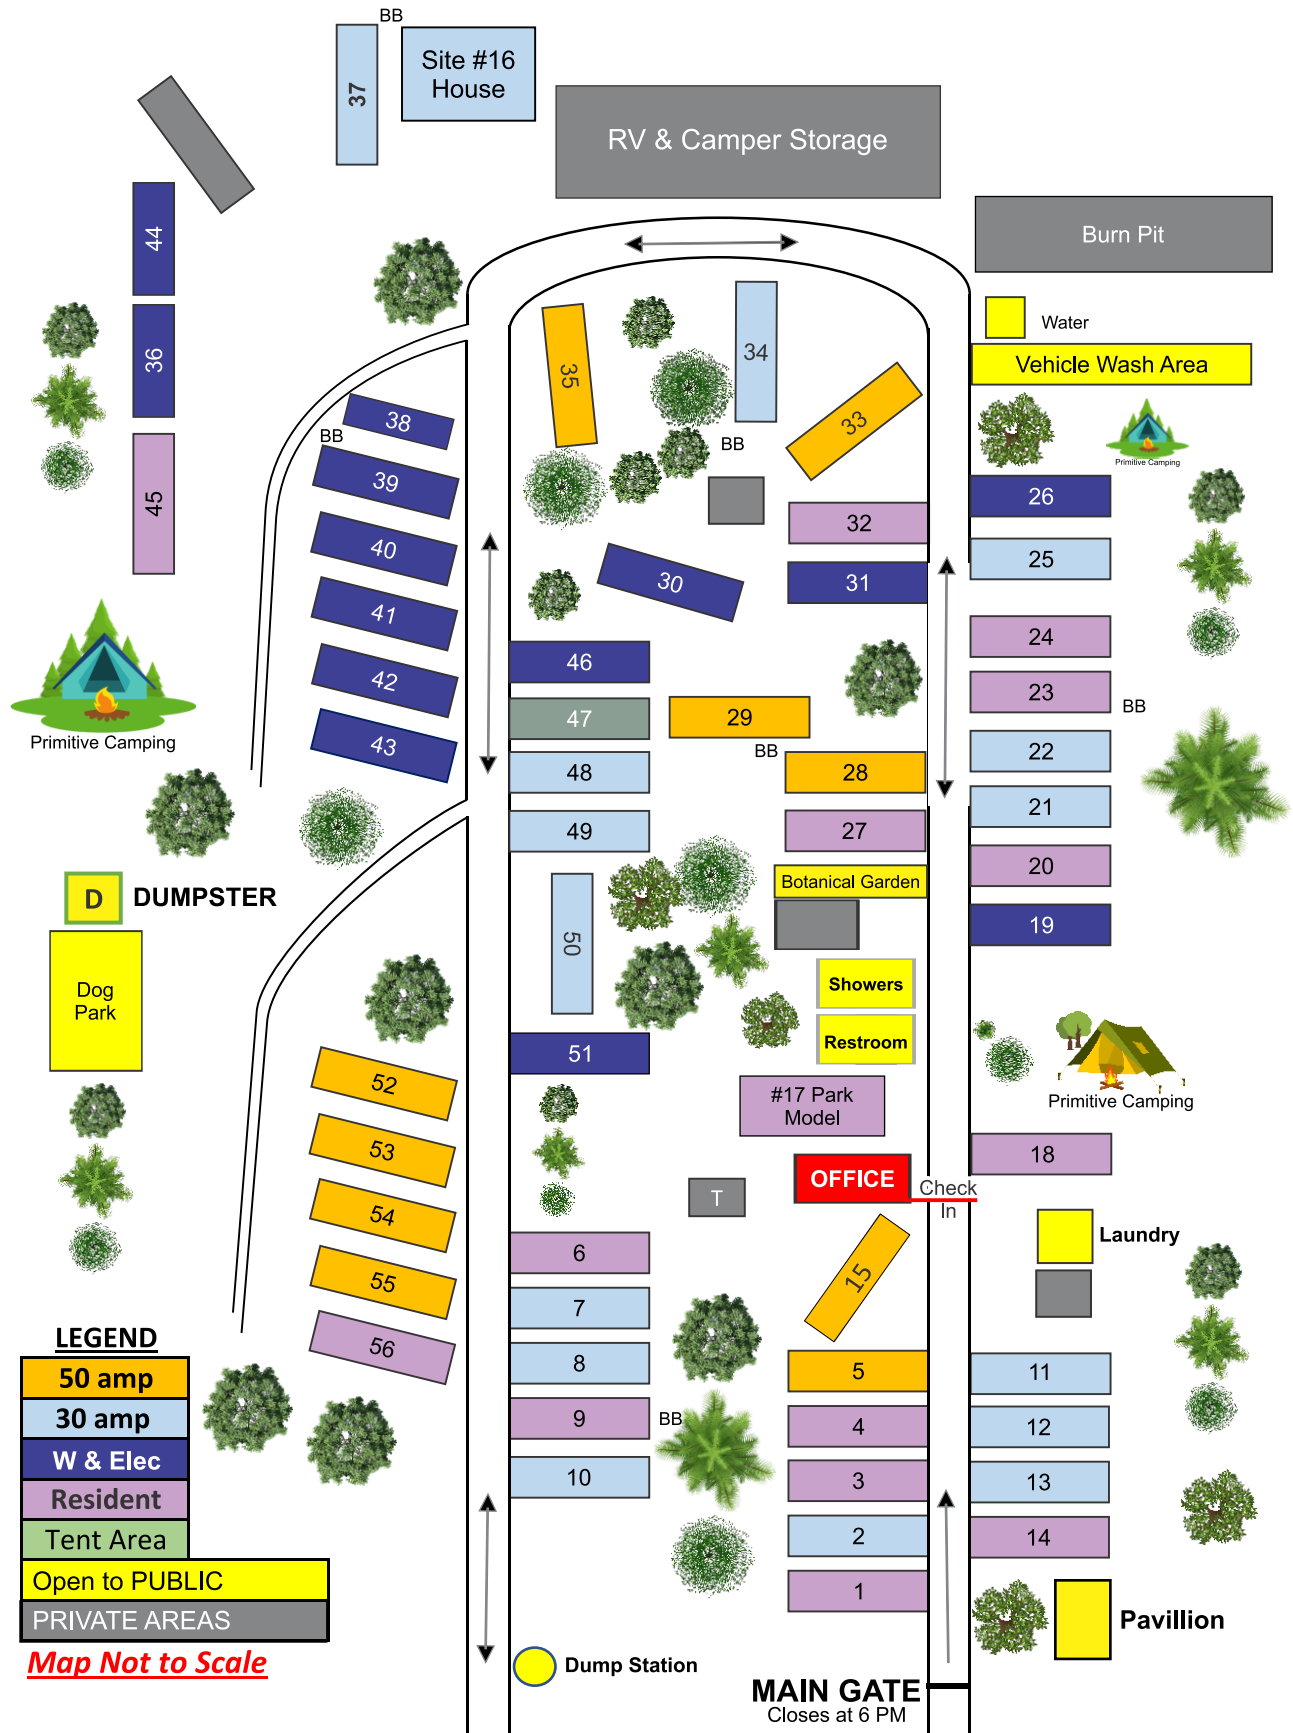 BB
37
Site #16
House
RV & Camper Storage
Burn Pit
44
Water
36
35
34
Vehicle Wash Area
38
33
BB
BB
Primitive Camping
39
26
45
32
40
25
30
31
41
24
46
42
23
BB
47
29
43
Primitive Camping
BB
22
48
28
21
49
27
20
D
DUMPSTER
Botanical Garden
50
19
Dog
Park
Showers
Restroom
51
52
#17 Park
Model
Primitive Camping
53
18
OFFICE
T
Check
In
54
Laundry
6
55
15
7
56
LEGEND
50 amp
30 amp
W & Elec
Resident
Tent Area
Open to PUBLIC
PRIVATE AREAS
Map Not to Scale
8
5
11
9
BB
4
12
10
3
13
2
14
1
Pavillion
Dump Station
MAIN GATE
Closes at 6 PM